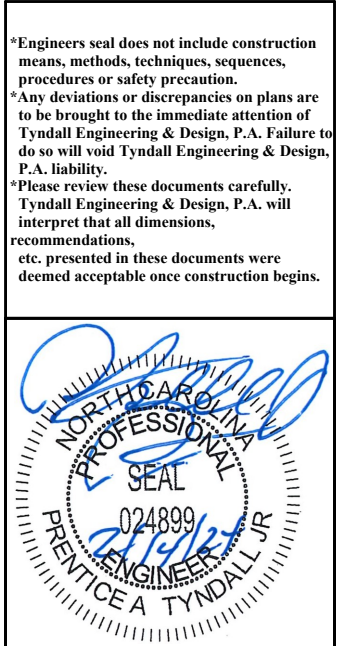 *Engineers seal does not include construction
means, methods, techniques, sequences,
procedures or safety precaution.
*Any deviations or discrepancies on plans are
to be brought to the immediate attention of
Tyndall Engineering & Design, P.A. Failure to
do so will void Tyndall Engineering & Design,
P.A. liability.
*Please review these documents carefully.
Tyndall Engineering & Design, P.A. will
interpret that all dimensions,
recommendations,
etc. presented in these documents were
deemed acceptable once construction begins.
NORTH CAROLINA
PROFESSIONAL
SEAL
024899
2/14/24
ENGINEER
PRENTICE A TYNDALL JR